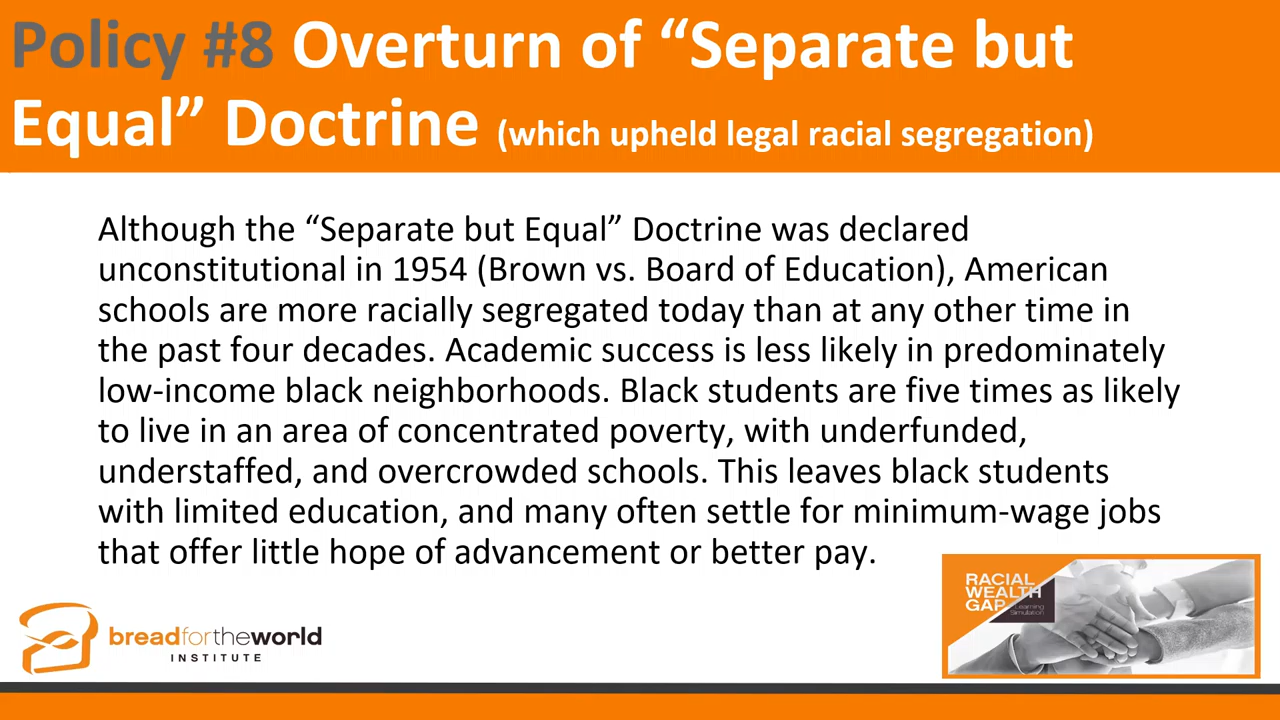 Policy #8 Overturn of “Separate but
Equal” Doctrine (which upheld legal racial segregation)
Although the “Separate but Equal” Doctrine was declared
unconstitutional in 1954 (Brown vs. Board of Education), American
schools are more racially segregated today than at any other time in
the past four decades. Academic success is less likely in predominately
low-income black neighborhoods. Black students are five times as likely
to live in an area of concentrated poverty, with underfunded,
understaffed, and overcrowded schools. This leaves black students
with limited education, and many often settle for minimum-wage jobs
that offer little hope of advancement or better pay.
RACIAL
WEALTH
GAP
Learning
Simulation
breadfortheworld
INSTITUTE